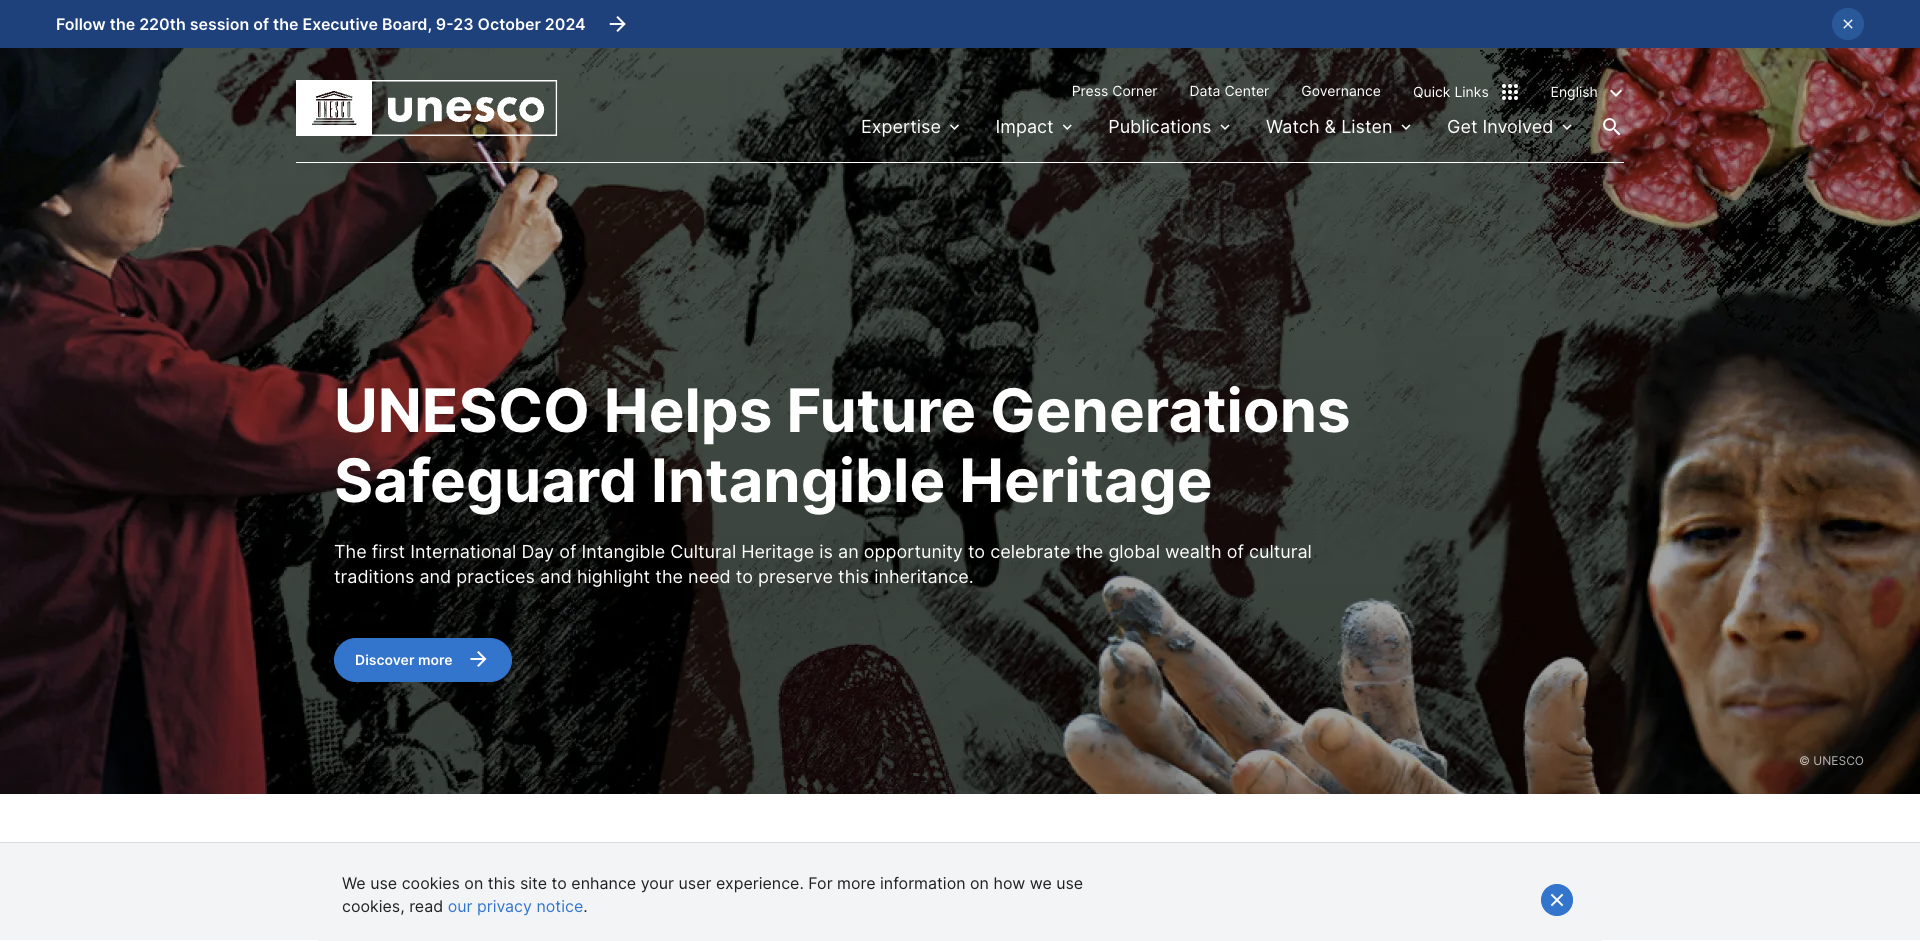 Follow the 220th session of the Executive Board, 9-23 October 2024
unesco
Press Corner
Data Center
Governance
Quick Links
English
Expertise
Impact
Publications
Watch & Listen
Get Involved
UNESCO Helps Future Generations
Safeguard Intangible Heritage
The first International Day of Intangible Cultural Heritage is an opportunity to celebrate the global wealth of cultural
traditions and practices and highlight the need to preserve this inheritance.
Discover more
© UNESCO
We use cookies on this site to enhance your user experience. For more information on how we use
cookies, read our privacy notice.